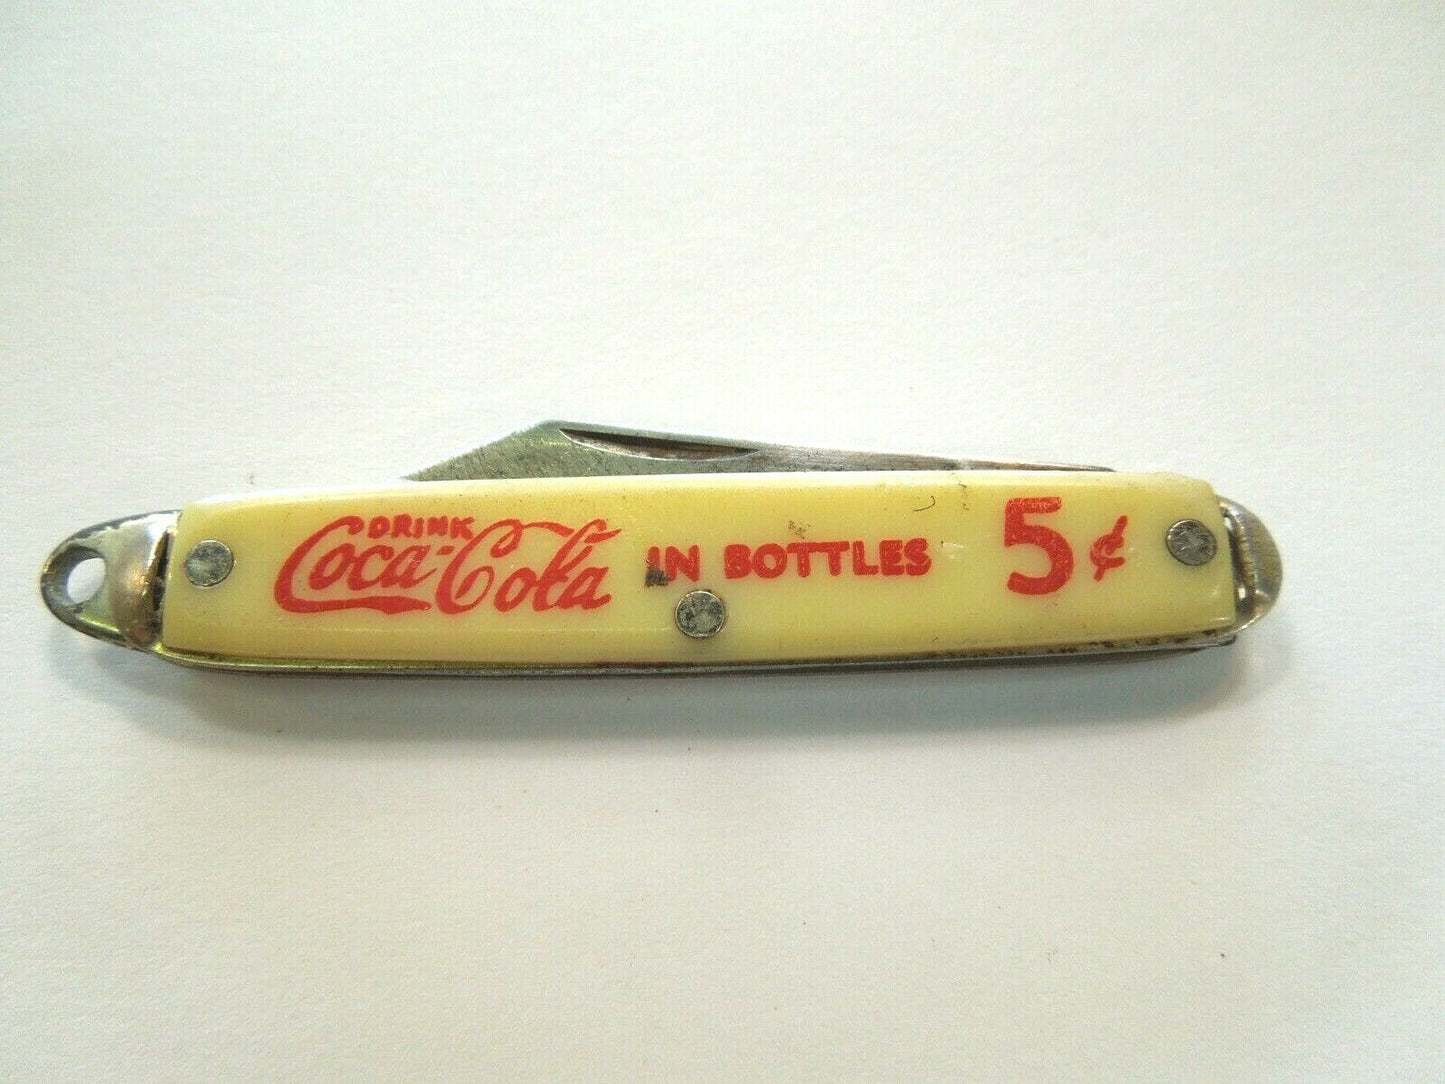 DRINK
Coca-Cola IN BOTTLES 5¢